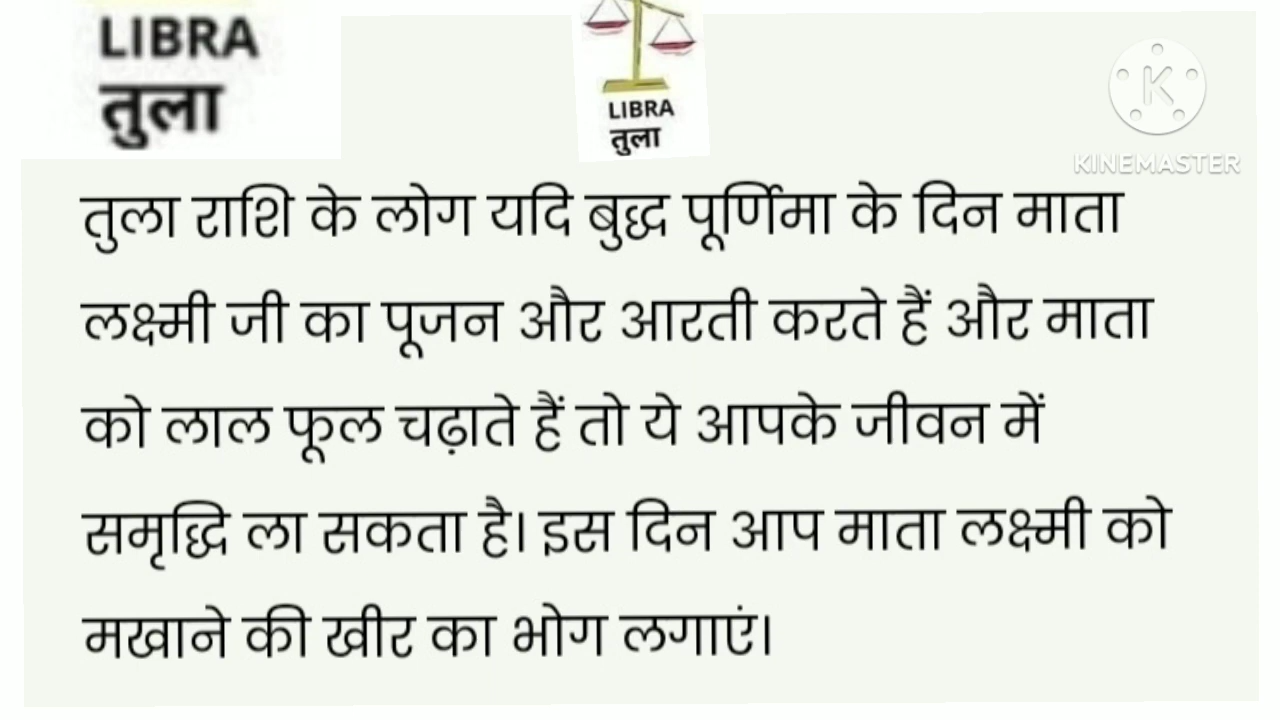 LIBRA
तुला
LIBRA
तुला
KINEMASTER
तुला राशि के लोग यदि बुद्ध पूर्णिमा के दिन माता
लक्ष्मी जी का पूजन और आरती करते हैं और माता
को लाल फूल चढ़ाते हैं तो ये आपके जीवन में
समृद्धि ला सकता है। इस दिन आप माता लक्ष्मी को
मखाने की खीर का भोग लगाएं।